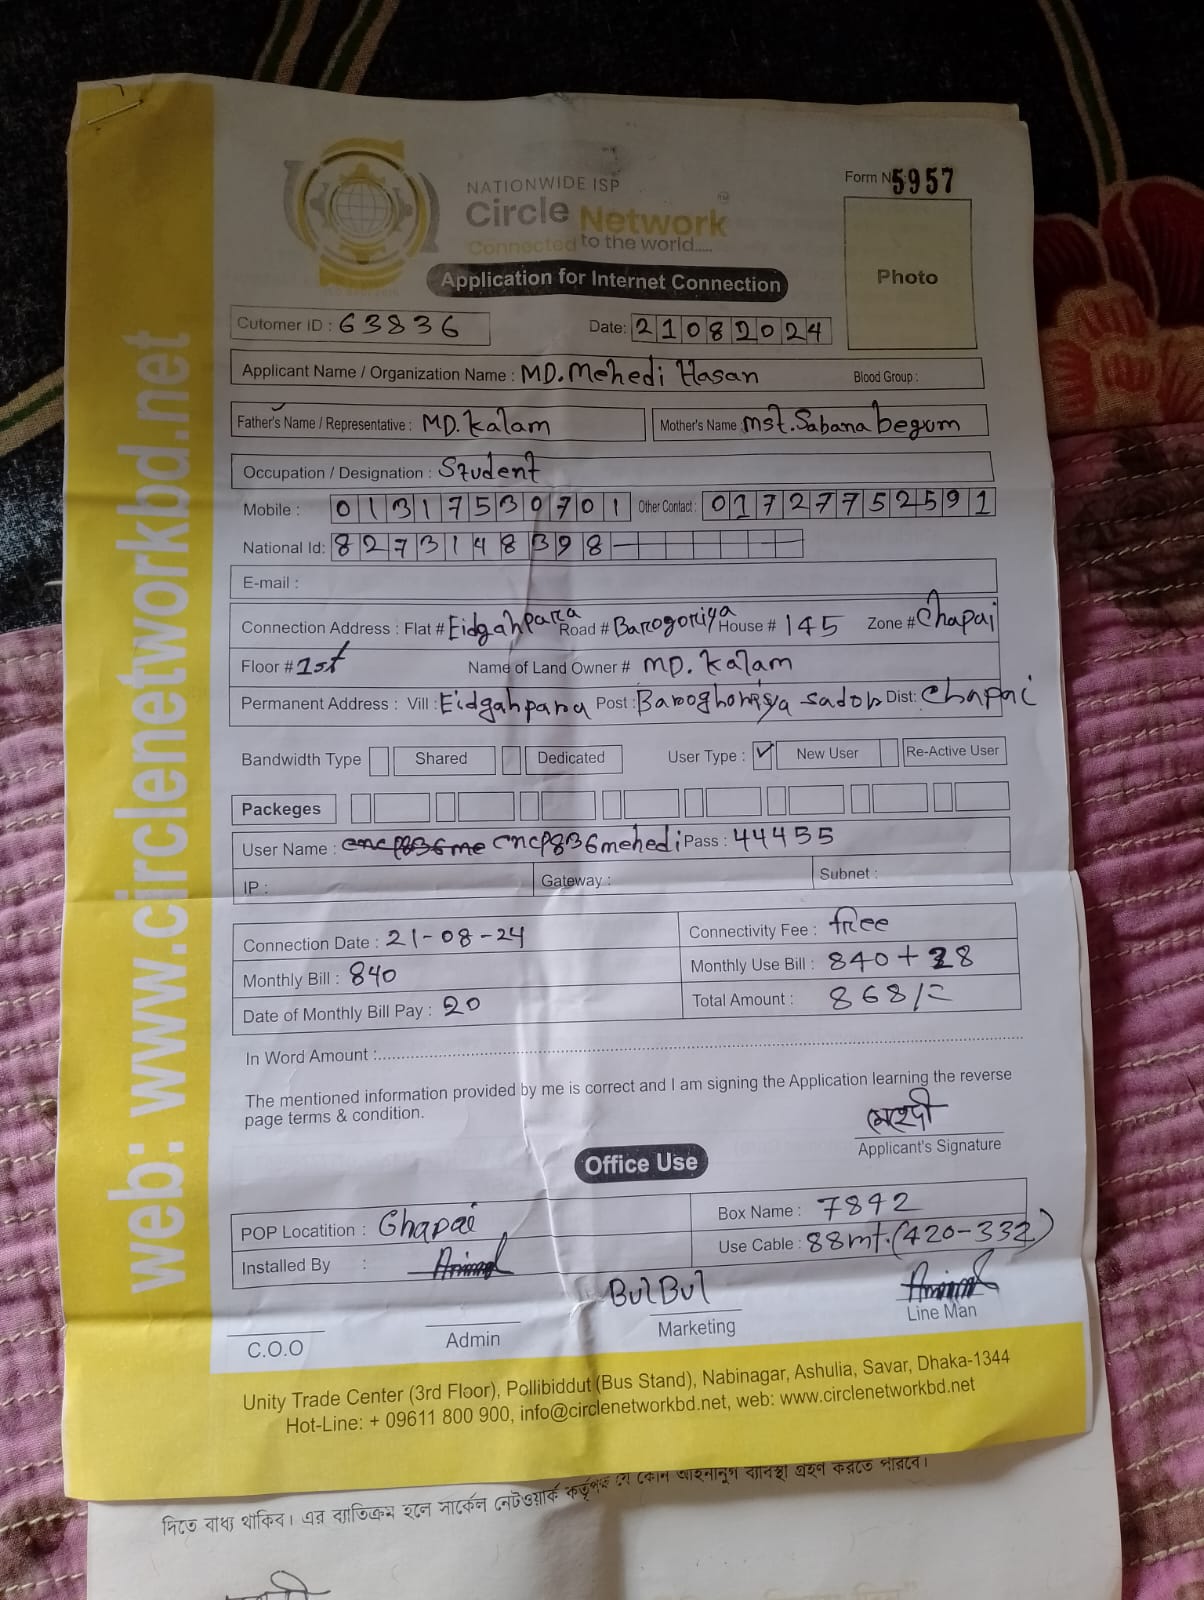 NATIONWIDE ISP
Circle Network
Connected to the world.....
Form N 5957
Photo
Application for Internet Connection
Cutomer ID : 63836 Date: 21082024
Applicant Name / Organization Name : MD. Mehedi Hasan Blood Group :
Father's Name / Representative : MD. Kalam Mother's Name mst. Sabana begum
Occupation / Designation : Student
Mobile : 01317530701 Other Contact : 01727752591
National Id: 8273148398
E-mail :
Connection Address : Flat # Eidgahpara Road # Barogoriya House # 145 Zone # Chapai
Floor # 1st Name of Land Owner # MD. Kalam
Permanent Address : Vill : Eidgahpara Post : sador Dist: Chapai
Bandwidth Type Shared Dedicated User Type : ✓ New User Re-Active User
Packeges
User Name : cncp836me cncp836mehedi Pass : 44455
IP : Gateway : Subnet :
Connection Date : 21-08-24 Connectivity Fee : free
Monthly Bill : 840 Monthly Use Bill : 840 + 28
Date of Monthly Bill Pay : 20 Total Amount : 868/=
In Word Amount :
The mentioned information provided by me is correct and I am signing the Application learning the reverse
page terms & condition.
মেহেদী
Applicant's Signature
Office Use
POP Locatition : Chapai Box Name : 7892
Installed By : Use Cable : 88mt. (420-332)
BulBul
C.O.O Admin Marketing Line Man
Unity Trade Center (3rd Floor), Pollibiddut (Bus Stand), Nabinagar, Ashulia, Savar, Dhaka-1344
Hot-Line: + 09611 800 900, info@circlenetworkbd.net, web: www.circlenetworkbd.net
web: www.circlenetworkbd.net
যে কোন আইনানুগ ব্যাবস্থা গ্রহণ করতে পারবে।
দিতে বাধ্য থাকিব। এর ব্যতিক্রম হলে সার্কেল নেটওয়ার্ক কর্তৃপক্ষ